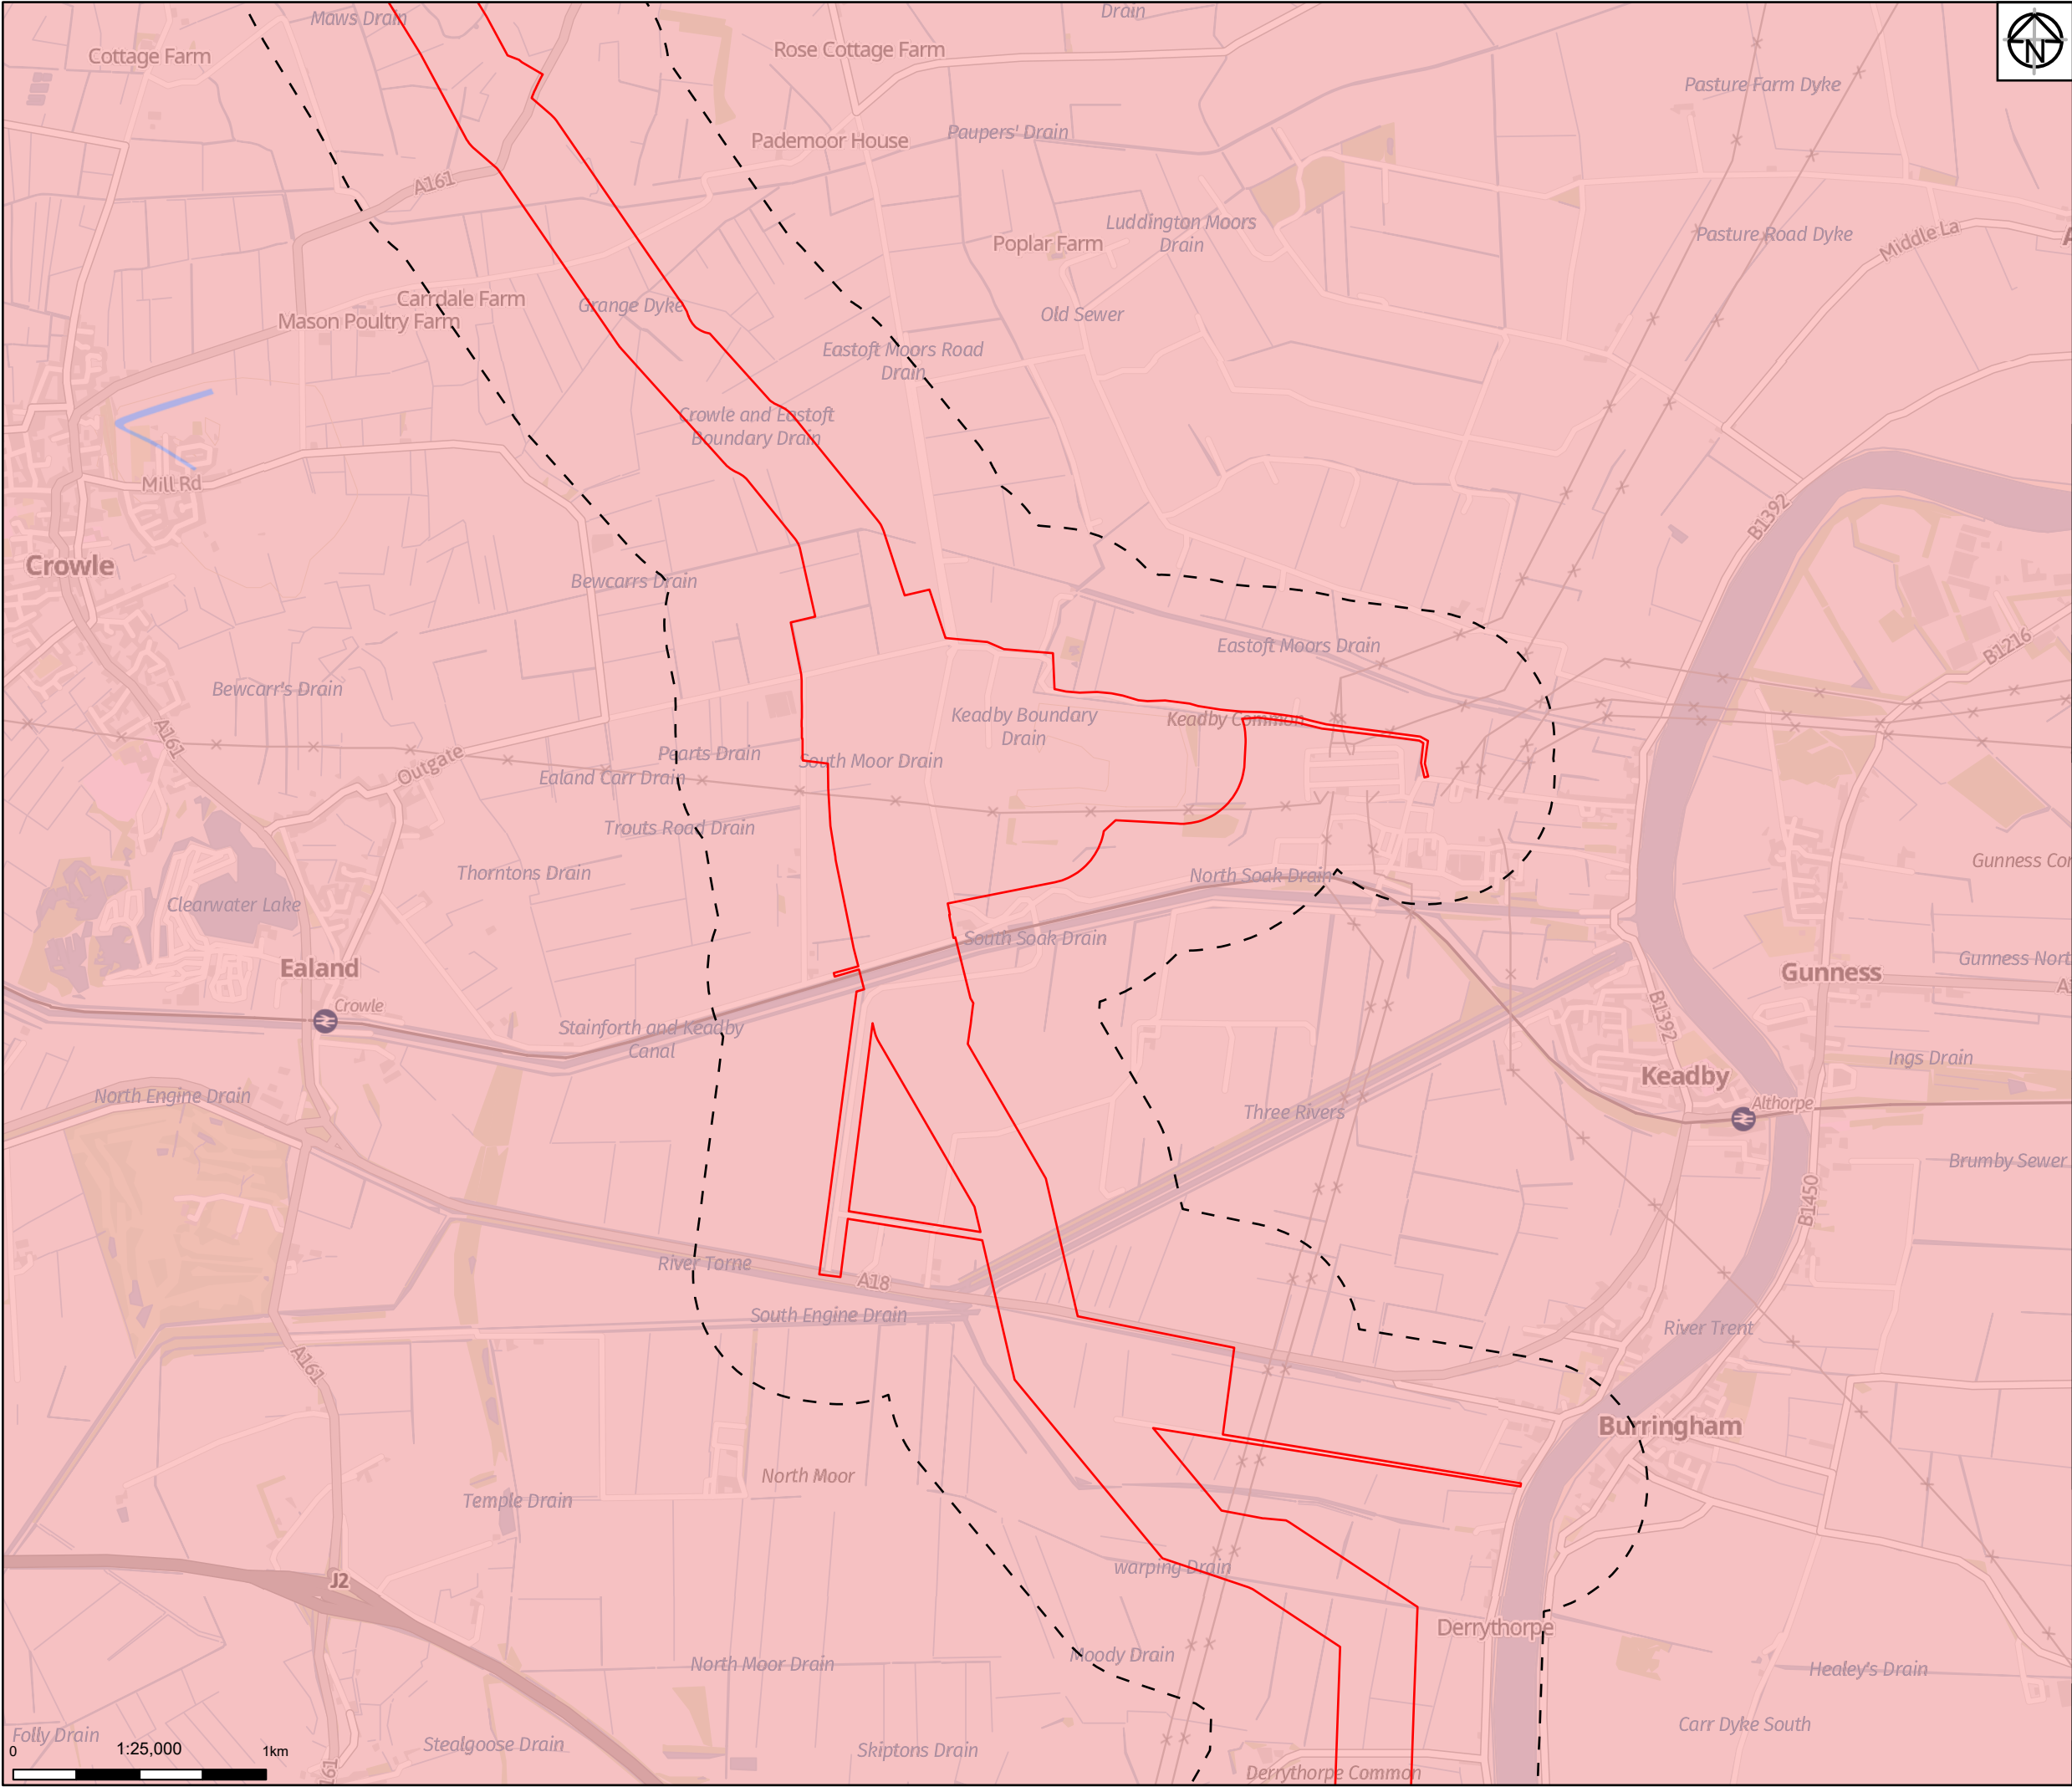 Maws Drain
Drain
Cottage Farm
Rose Cottage Farm
N
Pasture Farm Dyke
Pademoor House
Paupers' Drain
A161
Luddington Moors
Drain
Pasture Road Dyke
Middle La
Poplar Farm
Carrdale Farm
Grange Dyke
Mason Poultry Farm
Old Sewer
Eastoft Moors Road
Drain
Crowle and Eastoft
Boundary Drain
Mill Rd
B1392
Crowle
Bewcarrs Drain
Eastoft Moors Drain
B1216
Bewcarr's Drain
Keadby Boundary
Drain
Keadby Common
A161
Outgate
Pearts Drain
South Moor Drain
Ealand Carr Drain
Trouts Road Drain
Thorntons Drain
North Soak Drain
Gunness Con
Clearwater Lake
South Soak Drain
Ealand
Gunness
Gunness North
Crowle
Stainforth and Keadby
Canal
B1392
Ings Drain
Keadby
North Engine Drain
Three Rivers
Althorpe
Brumby Sewer
B1450
River Torne
A18
South Engine Drain
River Trent
A161
Burringham
North Moor
Temple Drain
warping Drain
J2
Derrythorpe
Moody Drain
North Moor Drain
Healey's Drain
Folly Drain
Carr Dyke South
Stealgoose Drain
Skiptons Drain
0 1:25,000 1km
161
Derrythorpe Common